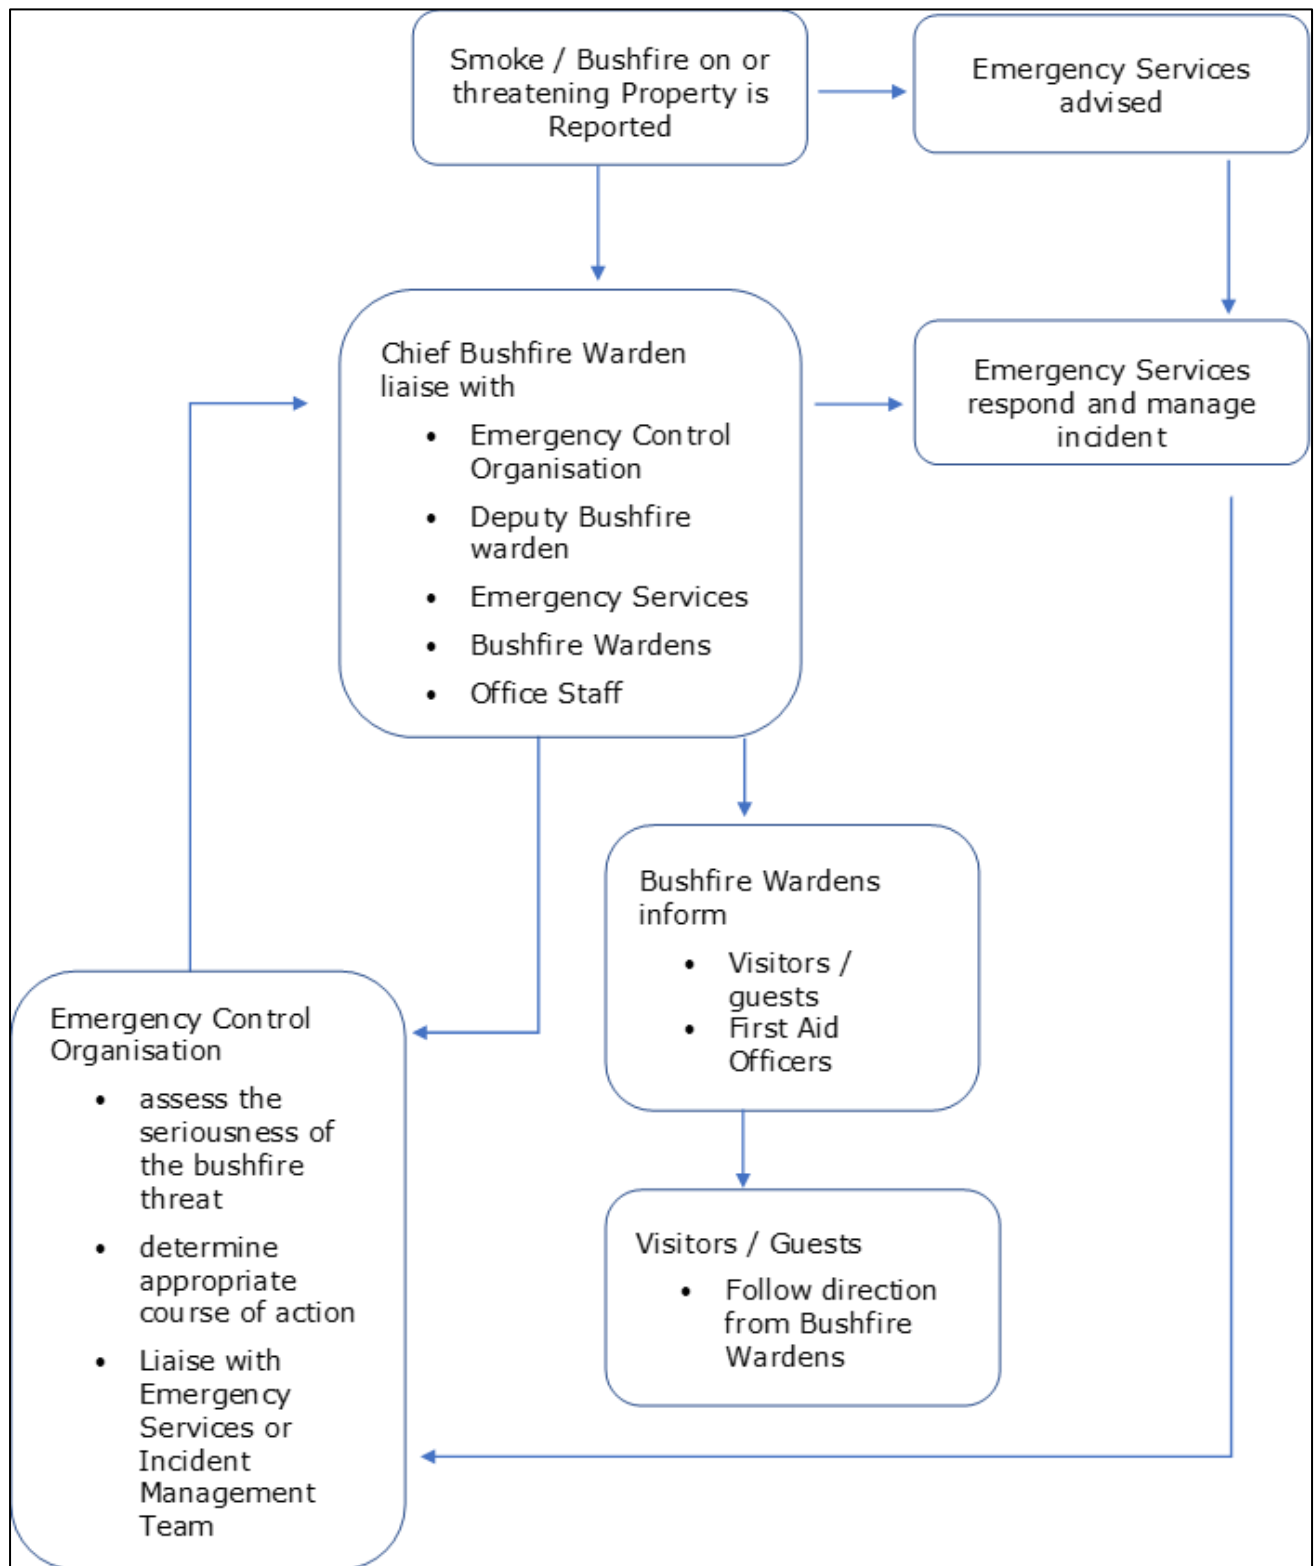 Smoke / Bushfire on or
threatening Property is
Reported
Emergency Services
advised
Chief Bushfire Warden
liaise with
• Emergency Control
Organisation
• Deputy Bushfire
warden
• Emergency Services
• Bushfire Wardens
• Office Staff
Emergency Services
respond and manage
incident
Bushfire Wardens
inform
• Visitors /
guests
• First Aid
Officers
Emergency Control
Organisation
• assess the
seriousness of
the bushfire
threat
• determine
appropriate
course of action
• Liaise with
Emergency
Services or
Incident
Management
Team
Visitors / Guests
• Follow direction
from Bushfire
Wardens